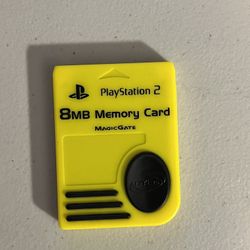 PlayStation 2
8MB Memory Card
MAGICGATE